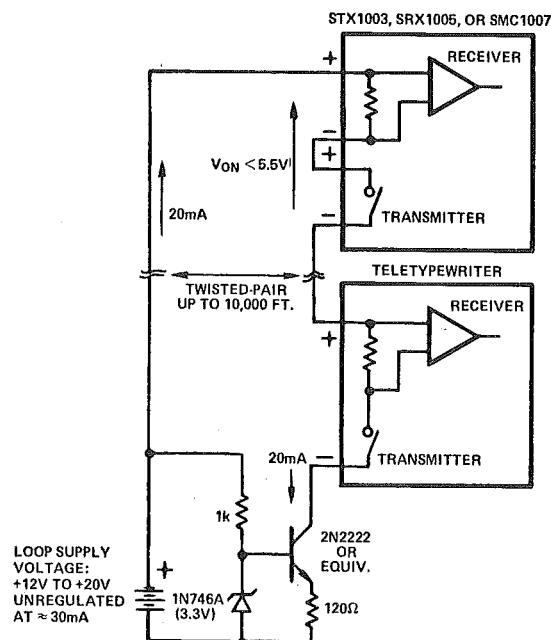 STX1003, SRX1005, OR SMC1007
RECEIVER
+
−
+
VON <5.5V
20mA
−
TRANSMITTER
TWISTED-PAIR
UP TO 10,000 FT.
TELETYPEWRITER
RECEIVER
+
20mA
−
TRANSMITTER
1k
2N2222
OR
EQUIV.
LOOP SUPPLY
VOLTAGE:
+12V TO +20V
UNREGULATED
AT ≈ 30mA
+
1N746A
(3.3V)
120Ω